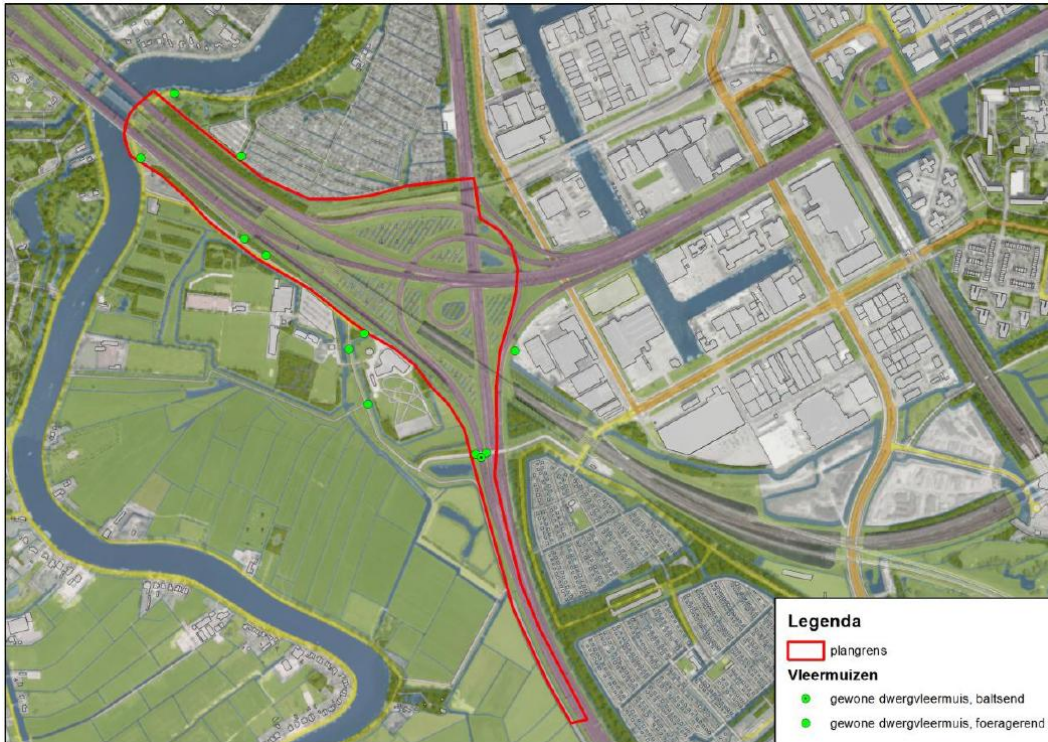 Legenda
plangrens
Vleermuizen
gewone dwergvleermuis, baltsend
gewone dwergvleermuis, foeragerend